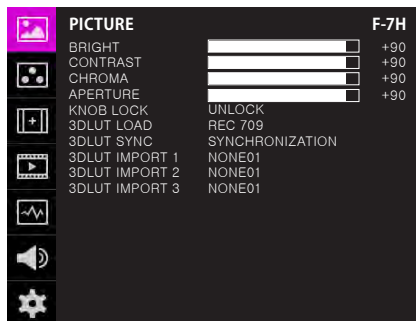 PICTURE F-7H
BRIGHT +90
CONTRAST +90
CHROMA +90
APERTURE +90
KNOB LOCK UNLOCK
3DLUT LOAD REC 709
3DLUT SYNC SYNCHRONIZATION
3DLUT IMPORT 1 NONE01
3DLUT IMPORT 2 NONE01
3DLUT IMPORT 3 NONE01